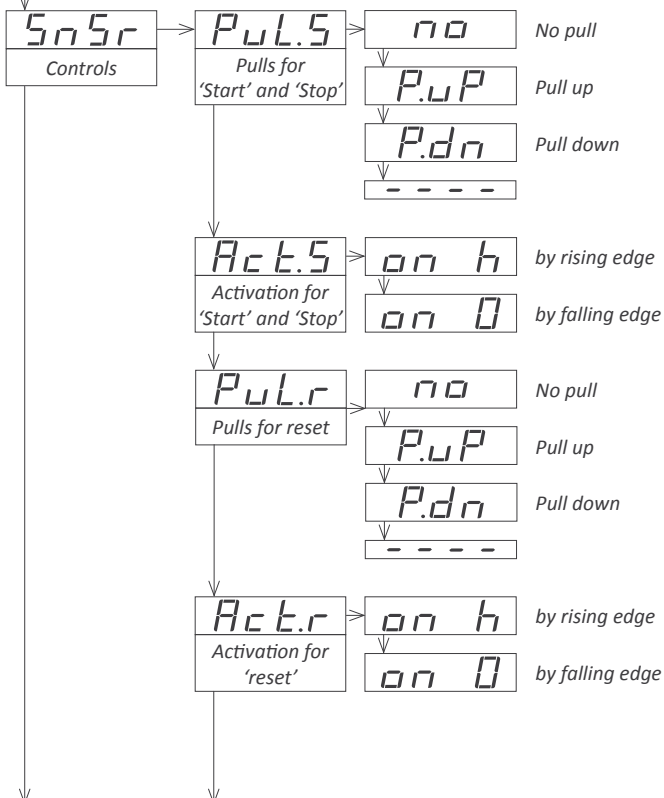 SnSr
Controls
PuL.S
Pulls for
‘Start’ and ‘Stop’
no
No pull
P.uP
Pull up
P.dn
Pull down
- - - -
Act.S
Activation for
‘Start’ and ‘Stop’
on h
by rising edge
on 0
by falling edge
PuL.r
Pulls for reset
no
No pull
P.uP
Pull up
P.dn
Pull down
- - - -
Act.r
Activation for
‘reset’
on h
by rising edge
on 0
by falling edge